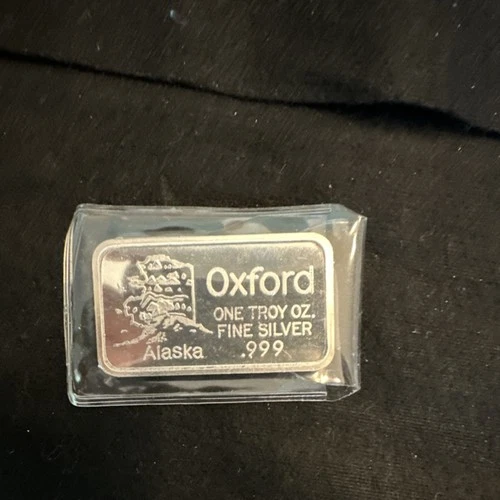 Oxford
ONE TROY OZ.
FINE SILVER
.999
Alaska